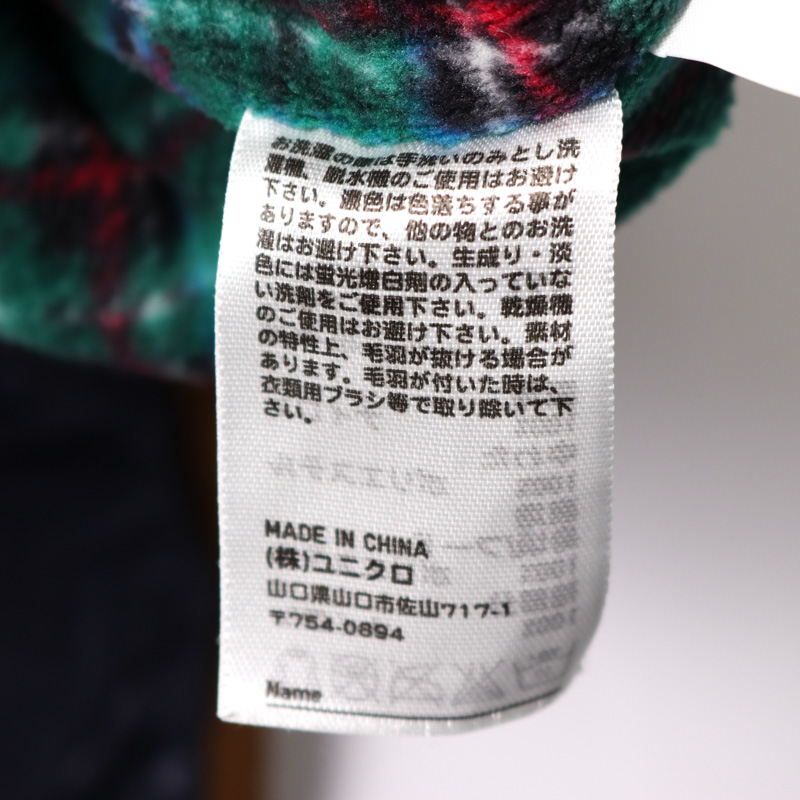 お洗濯の際は手洗いのみとし洗
濯機、脱水機のご使用はお避け
下さい。濃色は色落ちする事が
ありますので、他の物とのお洗
濯はお避け下さい。生成り・淡
色には蛍光増白剤の入っていな
い洗剤をご使用下さい。乾燥機
のご使用はお避け下さい。素材
の特性上、毛羽が抜ける場合が
あります。毛羽が付いた時は、
衣類用ブラシ等で取り除いて下
さい。
MADE IN CHINA
(株)ユニクロ
山口県山口市佐山717-1
〒754-0894
Name